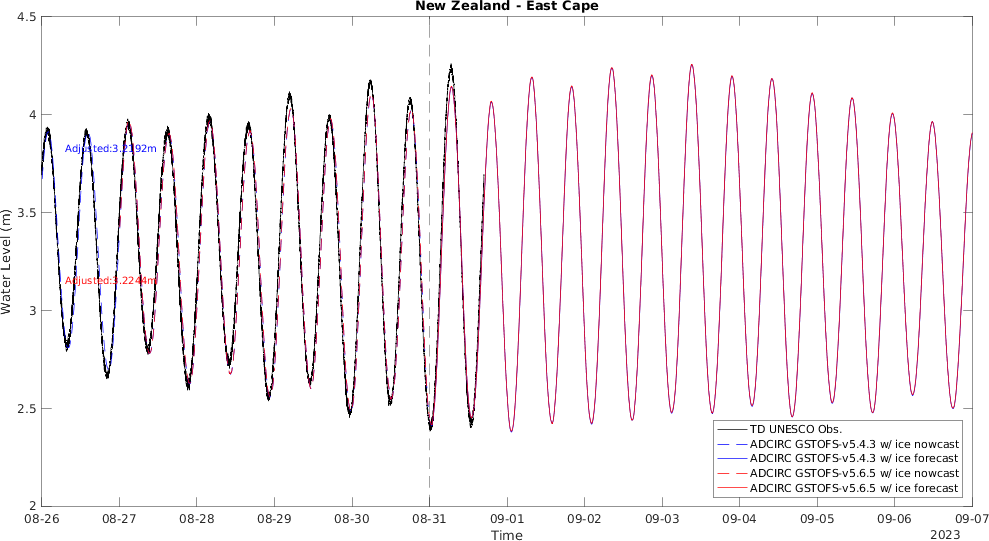 New Zealand - East Cape
4.5
4
3.5
3
2.5
2
Water Level (m)
Adjusted:3.2192m
Adjusted:3.2244m
TD UNESCO Obs.
ADCIRC GSTOFS-v5.4.3 w/ ice nowcast
ADCIRC GSTOFS-v5.4.3 w/ ice forecast
ADCIRC GSTOFS-v5.6.5 w/ ice nowcast
ADCIRC GSTOFS-v5.6.5 w/ ice forecast
08-26 08-27 08-28 08-29 08-30 08-31 09-01 09-02 09-03 09-04 09-05 09-06 09-07
Time
2023